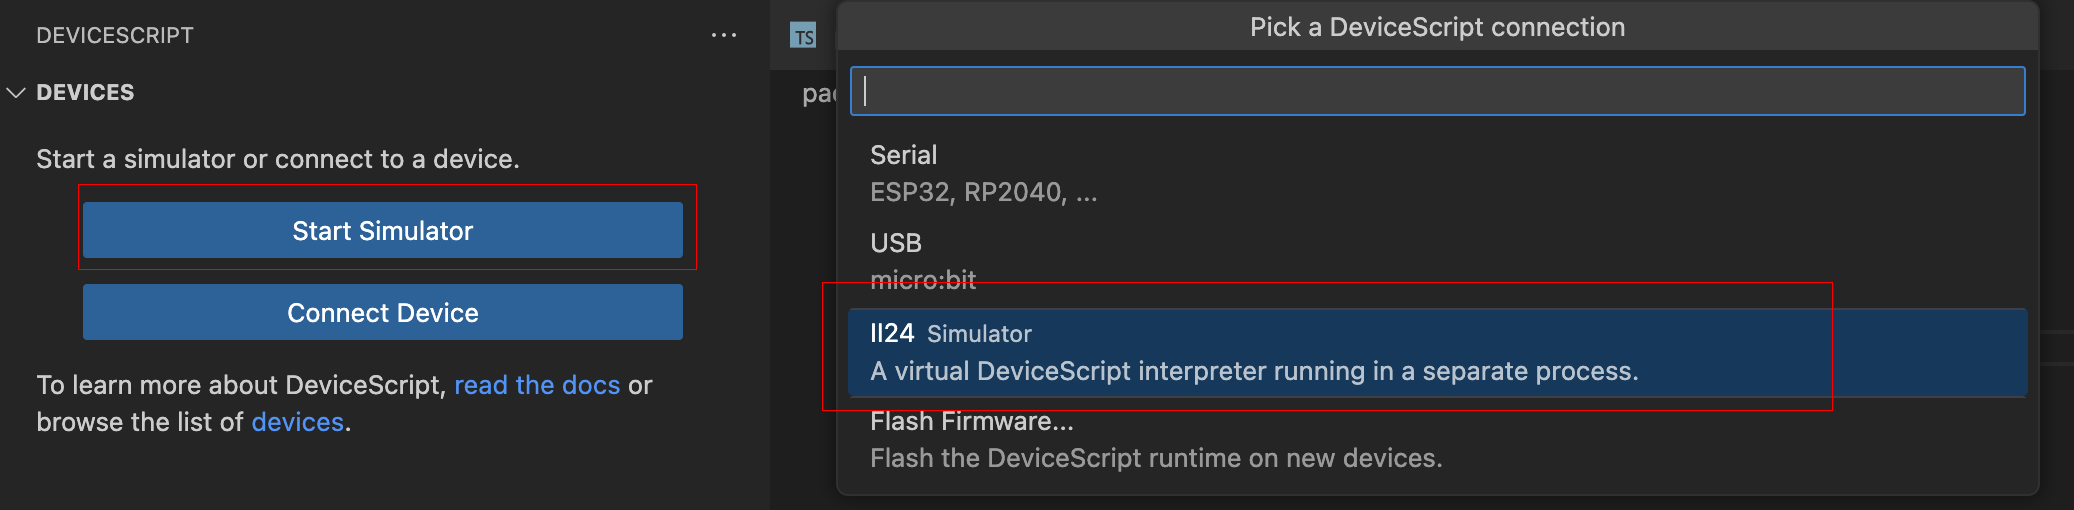 DEVICESCRIPT
DEVICES
Start a simulator or connect to a device.
Start Simulator
Connect Device
To learn more about DeviceScript, read the docs or
browse the list of devices.
TS
Pick a DeviceScript connection
Serial
ESP32, RP2040, ...
USB
micro:bit
II24 Simulator
A virtual DeviceScript interpreter running in a separate process.
Flash Firmware...
Flash the DeviceScript runtime on new devices.